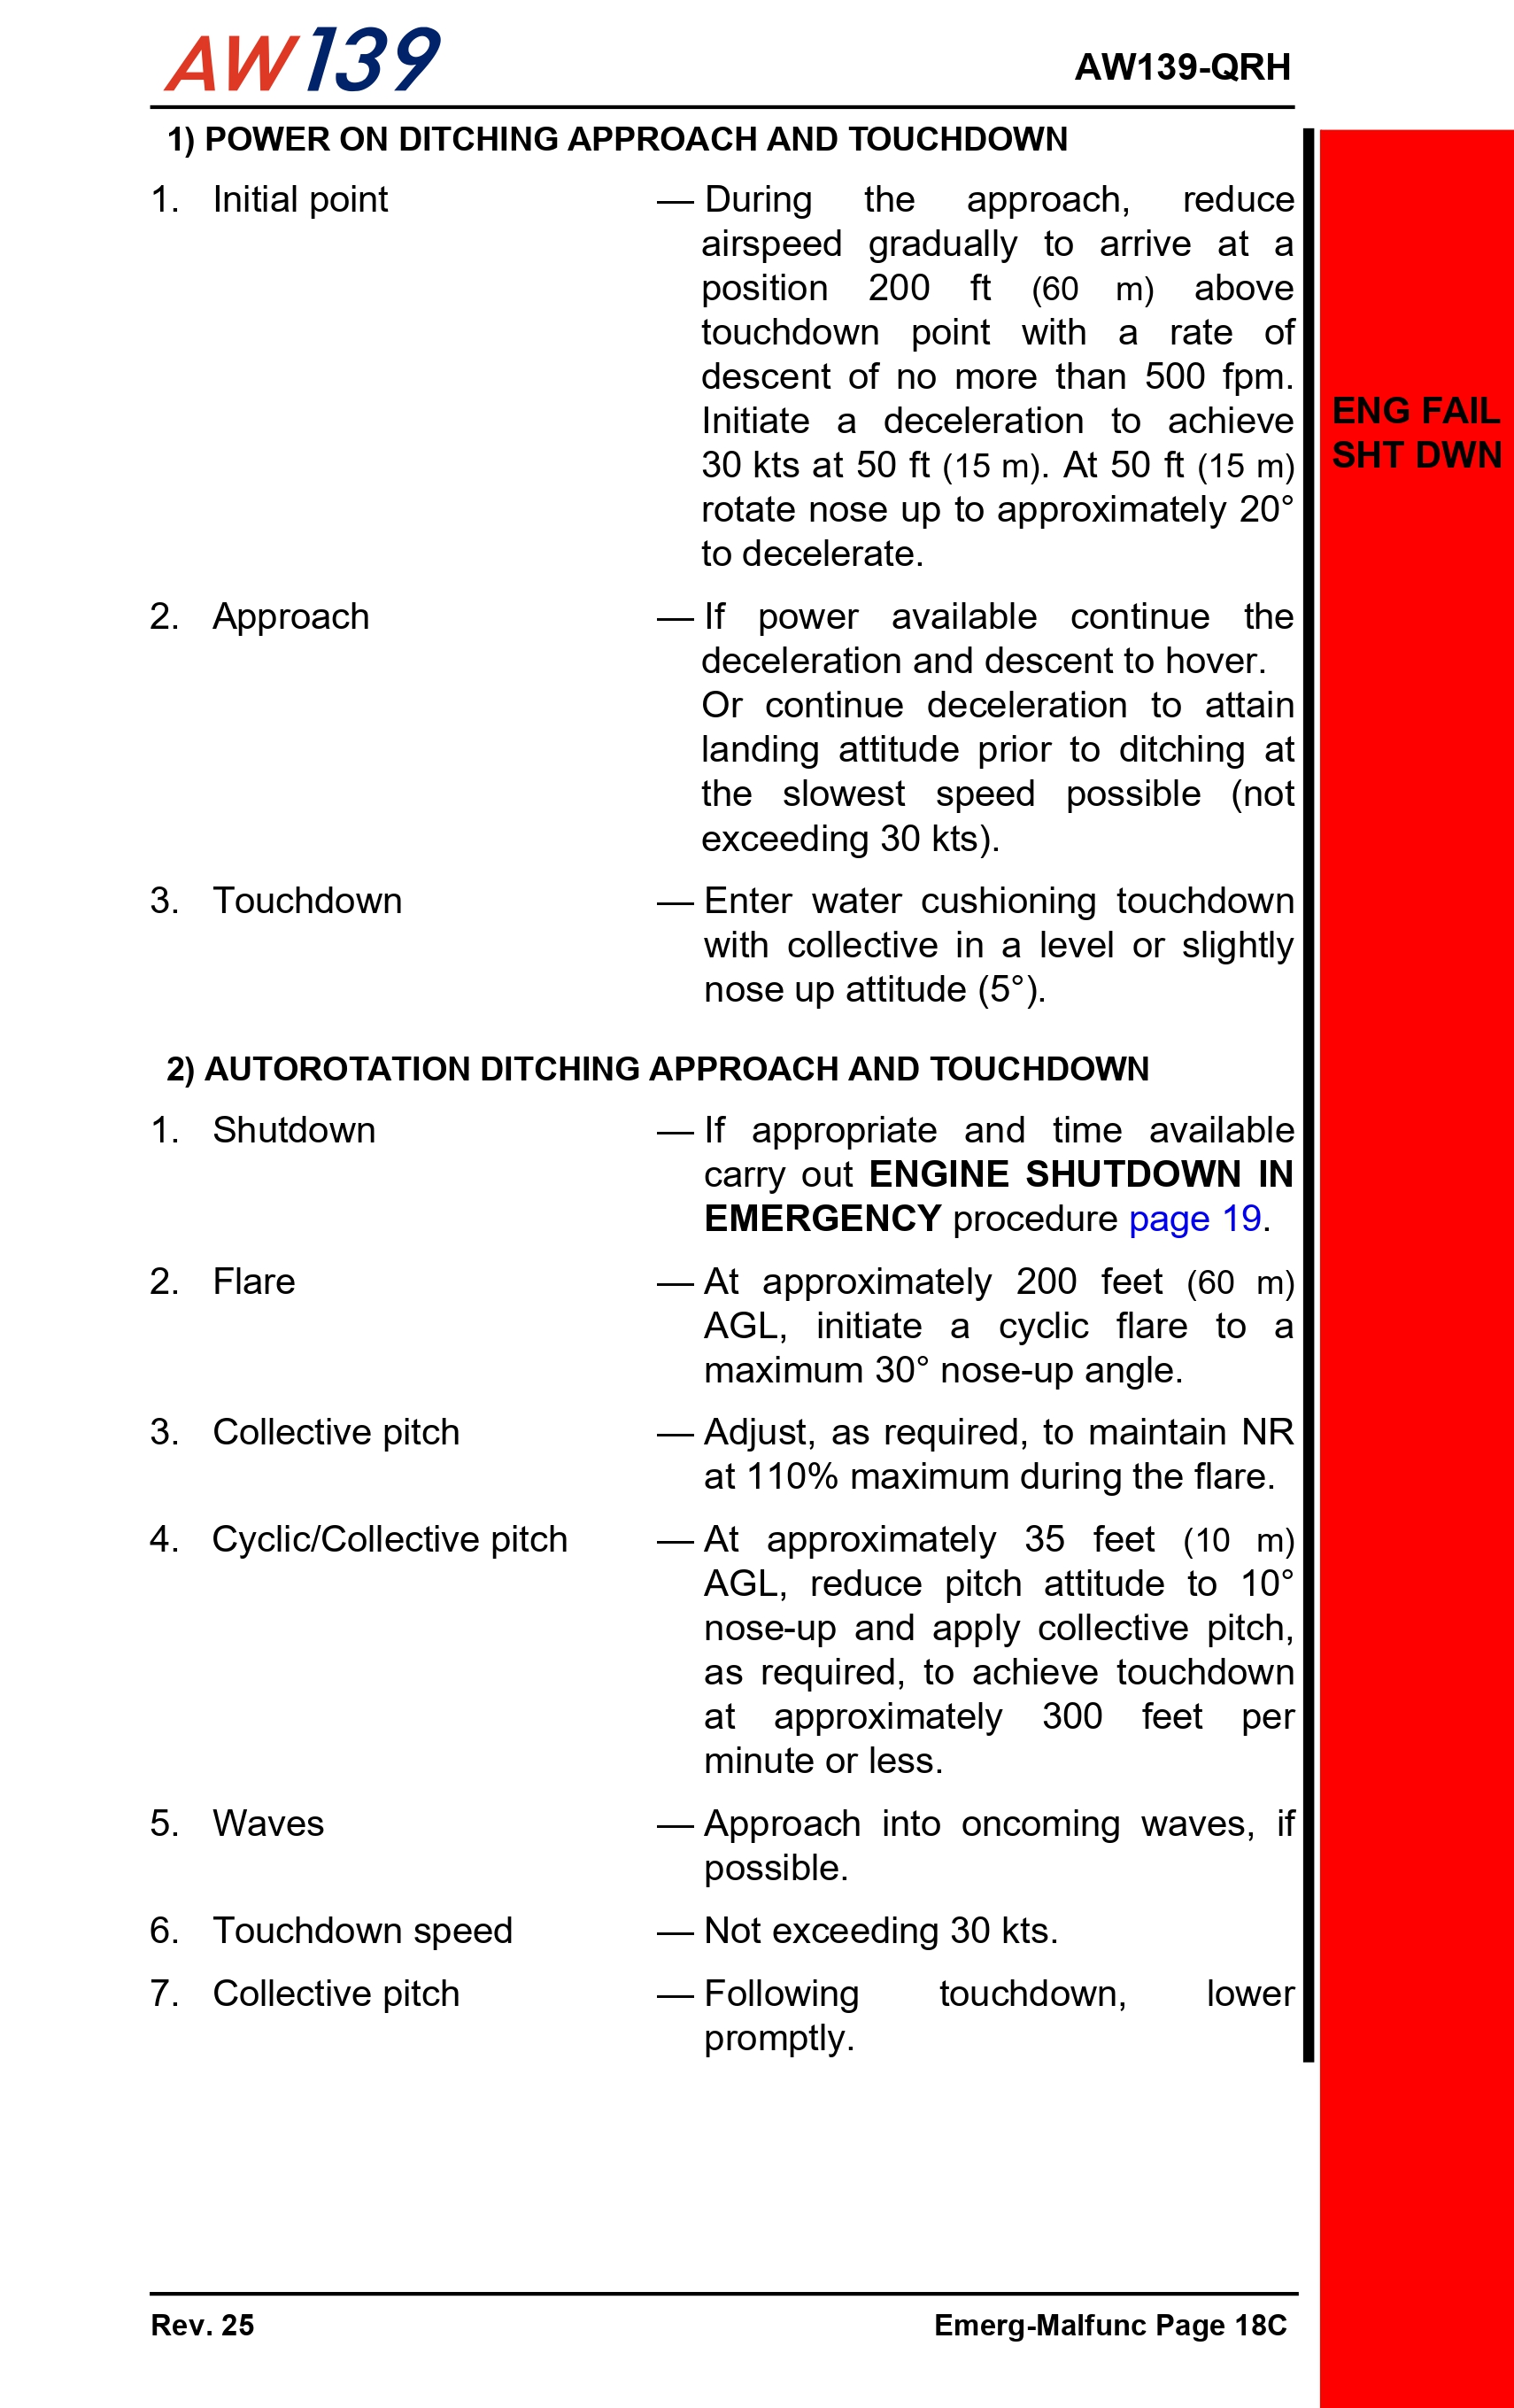 AW139
AW139-QRH
1) POWER ON DITCHING APPROACH AND TOUCHDOWN
1. Initial point — During the approach, reduce
airspeed gradually to arrive at a
position 200 ft (60 m) above
touchdown point with a rate of
descent of no more than 500 fpm.
Initiate a deceleration to achieve
30 kts at 50 ft (15 m). At 50 ft (15 m)
rotate nose up to approximately 20°
to decelerate.
2. Approach — If power available continue the
deceleration and descent to hover.
Or continue deceleration to attain
landing attitude prior to ditching at
the slowest speed possible (not
exceeding 30 kts).
3. Touchdown — Enter water cushioning touchdown
with collective in a level or slightly
nose up attitude (5°).
2) AUTOROTATION DITCHING APPROACH AND TOUCHDOWN
1. Shutdown — If appropriate and time available
carry out ENGINE SHUTDOWN IN
EMERGENCY procedure page 19.
2. Flare — At approximately 200 feet (60 m)
AGL, initiate a cyclic flare to a
maximum 30° nose-up angle.
3. Collective pitch — Adjust, as required, to maintain NR
at 110% maximum during the flare.
4. Cyclic/Collective pitch — At approximately 35 feet (10 m)
AGL, reduce pitch attitude to 10°
nose-up and apply collective pitch,
as required, to achieve touchdown
at approximately 300 feet per
minute or less.
5. Waves — Approach into oncoming waves, if
possible.
6. Touchdown speed — Not exceeding 30 kts.
7. Collective pitch — Following touchdown, lower
promptly.
ENG FAIL
SHT DWN
Rev. 25
Emerg-Malfunc Page 18C